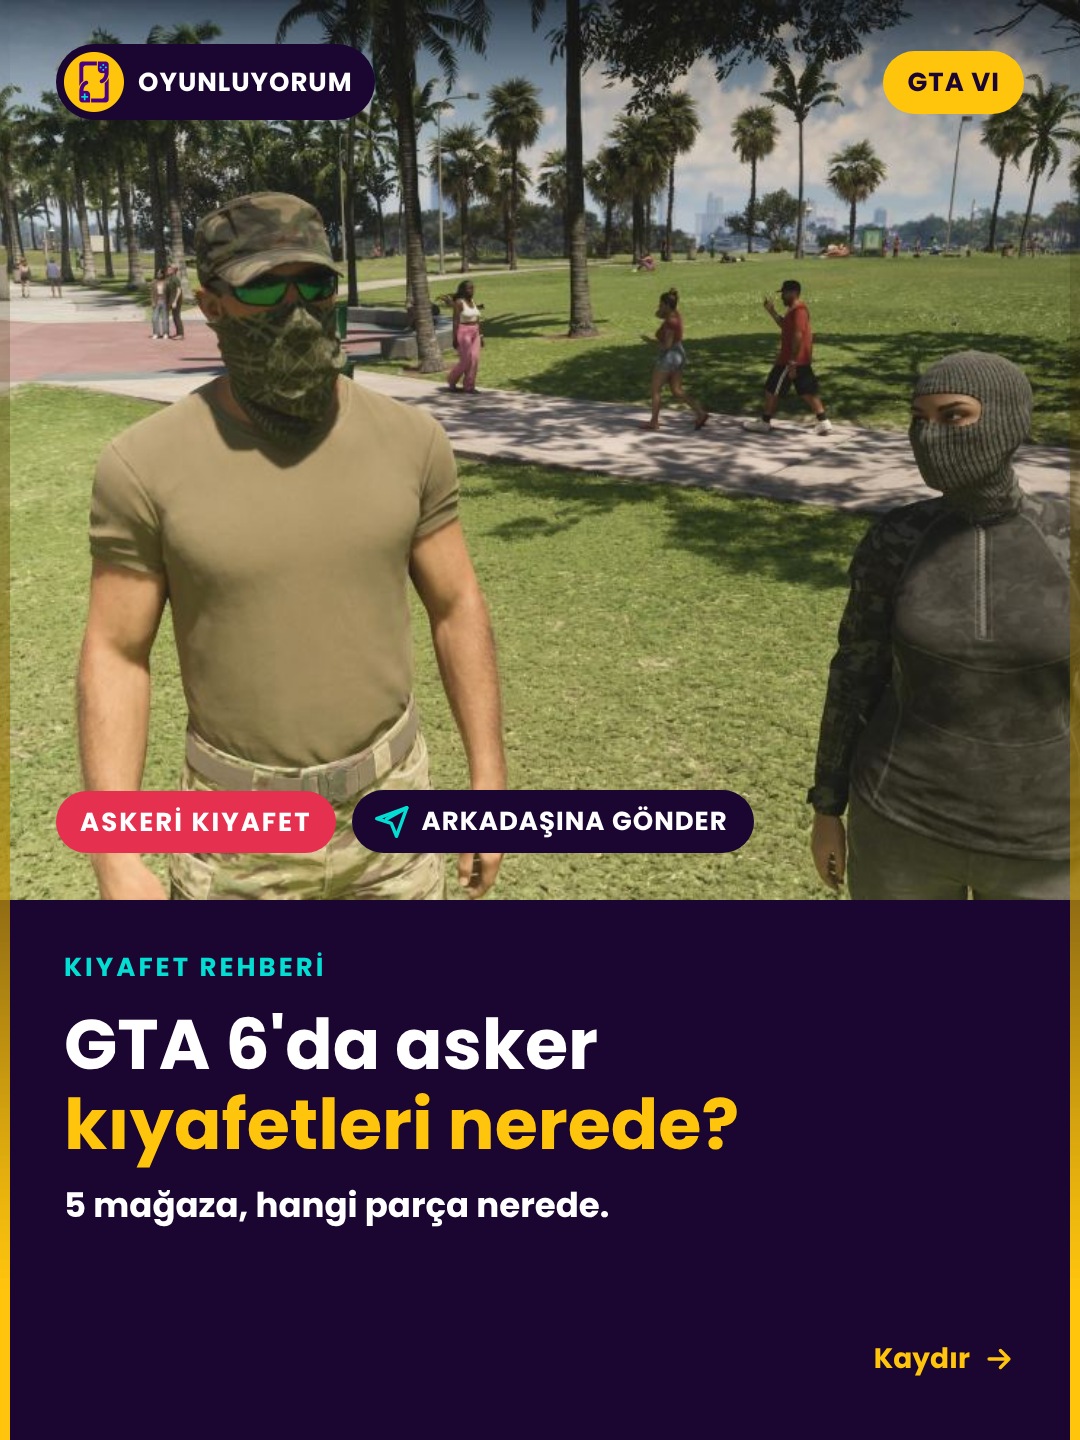 OYUNLUYORUM
GTA VI
ASKERİ KIYAFET
ARKADAŞINA GÖNDER
KIYAFET REHBERİ
GTA 6'da asker
kıyafetleri nerede?
5 mağaza, hangi parça nerede.
Kaydır →